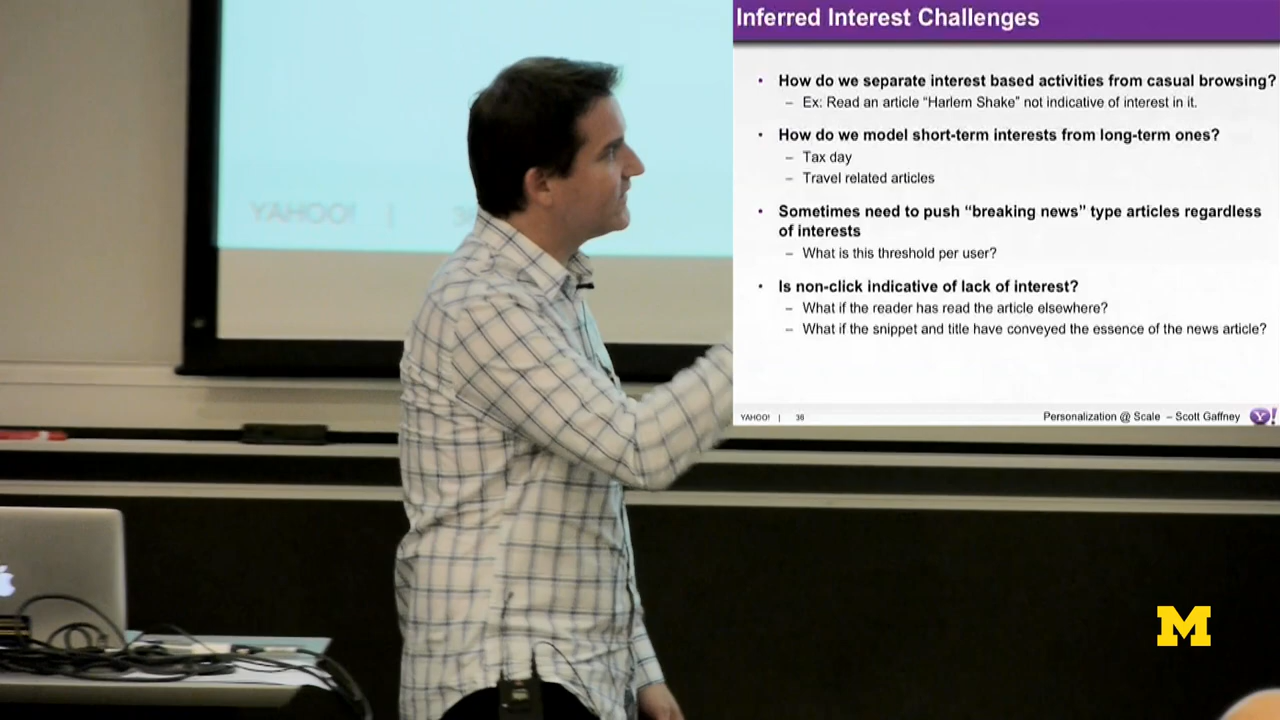 Inferred Interest Challenges
• How do we separate interest based activities from casual browsing?
– Ex: Read an article “Harlem Shake” not indicative of interest in it.
• How do we model short-term interests from long-term ones?
– Tax day
– Travel related articles
• Sometimes need to push “breaking news” type articles regardless
of interests
– What is this threshold per user?
• Is non-click indicative of lack of interest?
– What if the reader has read the article elsewhere?
– What if the snippet and title have conveyed the essence of the news article?
YAHOO! | 36 Personalization @ Scale – Scott Gaffney Y!
YAHOO! |
M